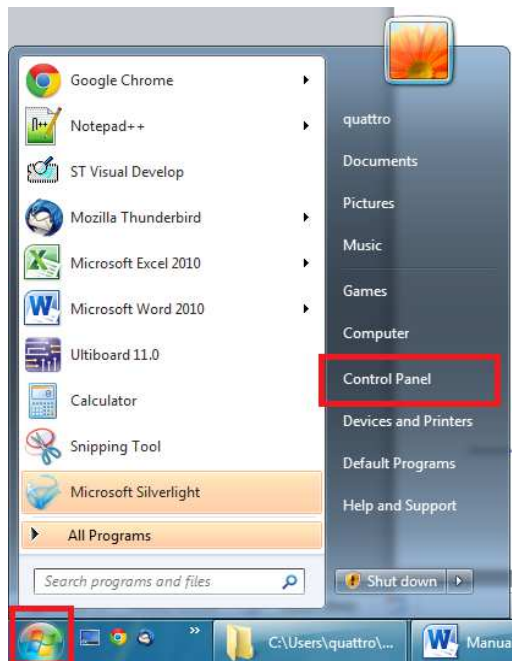 Google Chrome
Notepad++
ST Visual Develop
Mozilla Thunderbird
Microsoft Excel 2010
Microsoft Word 2010
Ultiboard 11.0
Calculator
Snipping Tool
Microsoft Silverlight
All Programs
Search programs and files
quattro
Documents
Pictures
Music
Games
Computer
Control Panel
Devices and Printers
Default Programs
Help and Support
Shut down
» C:\Users\quattro\... Manua